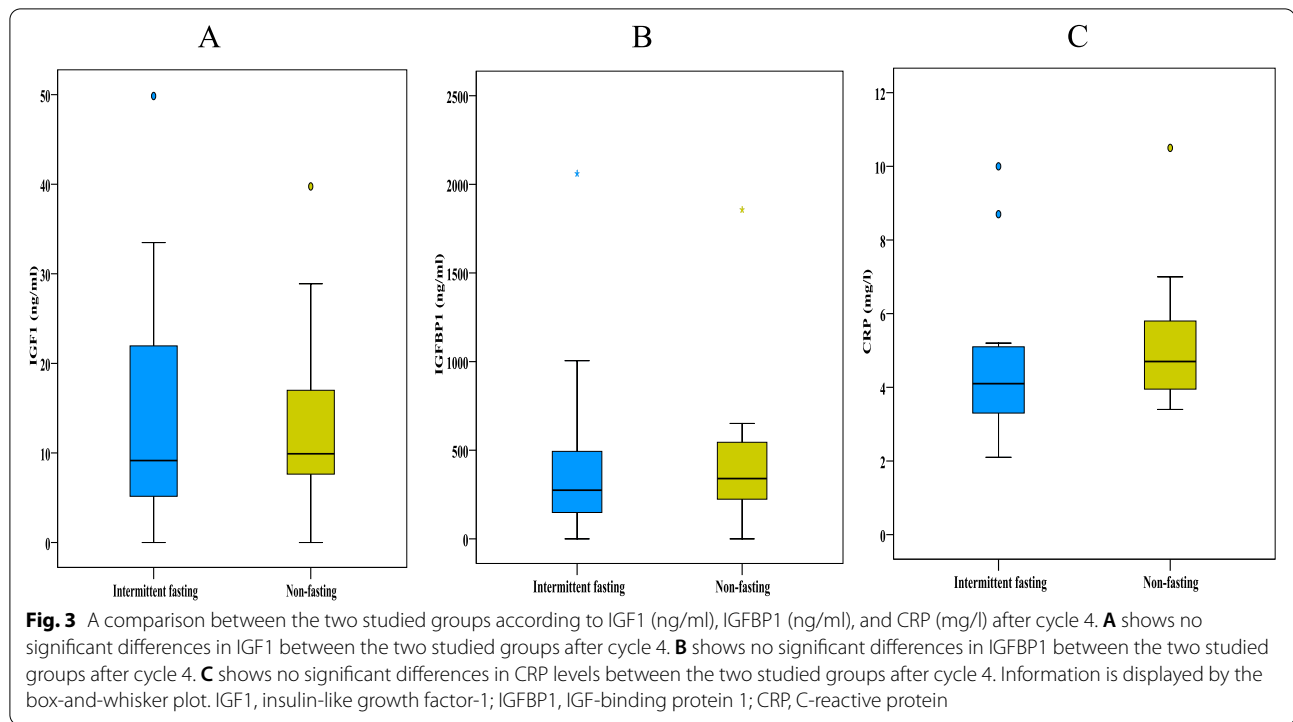 A
B
C
IGF1 (ng/ml)
50
40
30
20
10
0
Intermittent fasting
Non-fasting
IGFBP1 (ng/ml)
2500
2000
1500
1000
500
0
Intermittent fasting
Non-fasting
CRP (mg/l)
12
10
8
6
4
2
0
Intermittent fasting
Non-fasting
Fig. 3 A comparison between the two studied groups according to IGF1 (ng/ml), IGFBP1 (ng/ml), and CRP (mg/l) after cycle 4. A shows no
significant differences in IGF1 between the two studied groups after cycle 4. B shows no significant differences in IGFBP1 between the two studied
groups after cycle 4. C shows no significant differences in CRP levels between the two studied groups after cycle 4. Information is displayed by the
box-and-whisker plot. IGF1, insulin-like growth factor-1; IGFBP1, IGF-binding protein 1; CRP, C-reactive protein